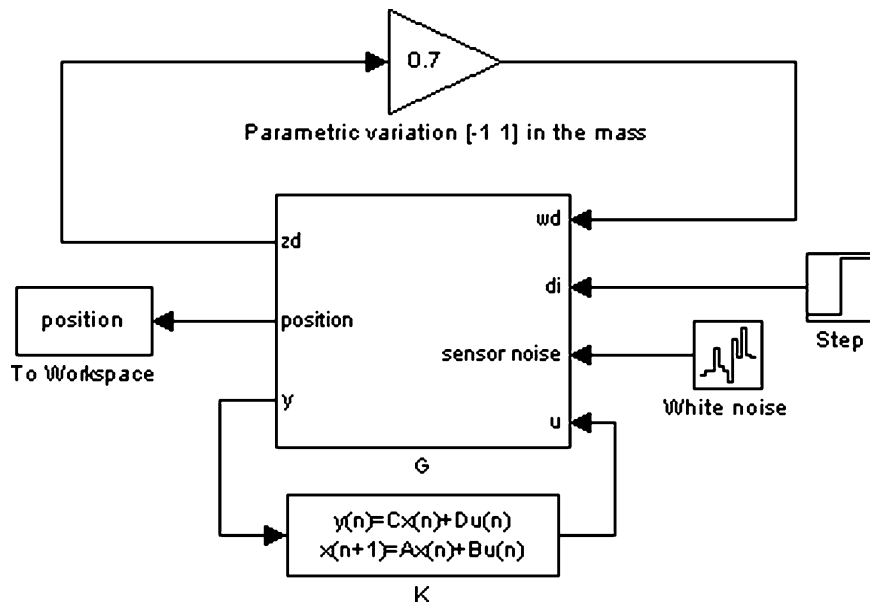 0.7
Parametric variation [-1 1] in the mass
zd
wd
di
position
position
To Workspace
sensor noise
Step
White noise
y
u
G
y(n)=Cx(n)+Du(n)
x(n+1)=Ax(n)+Bu(n)
K